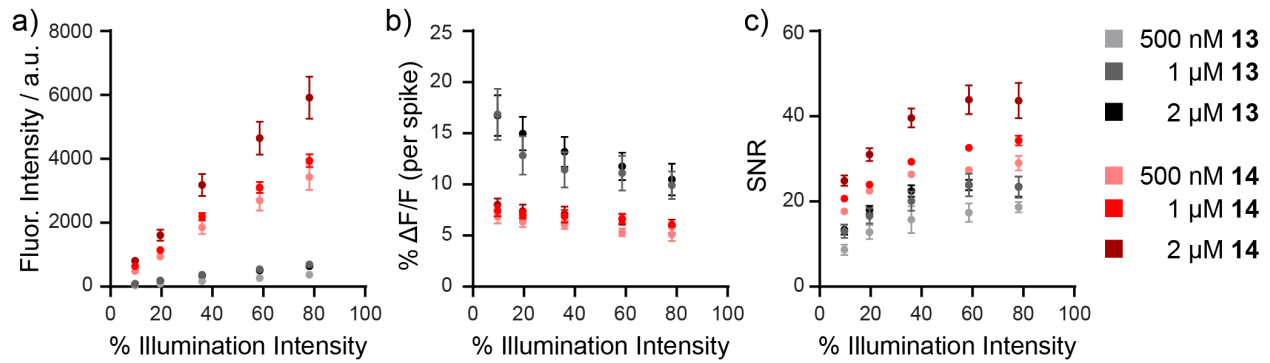 a)
Fluor. Intensity / a.u.
8000
6000
4000
2000
0
0 20 40 60 80 100
% Illumination Intensity
b)
% ΔF/F (per spike)
25
20
15
10
5
0
0 20 40 60 80 100
% Illumination Intensity
c)
SNR
60
40
20
0
0 20 40 60 80 100
% Illumination Intensity
500 nM 13
1 µM 13
2 µM 13
500 nM 14
1 µM 14
2 µM 14